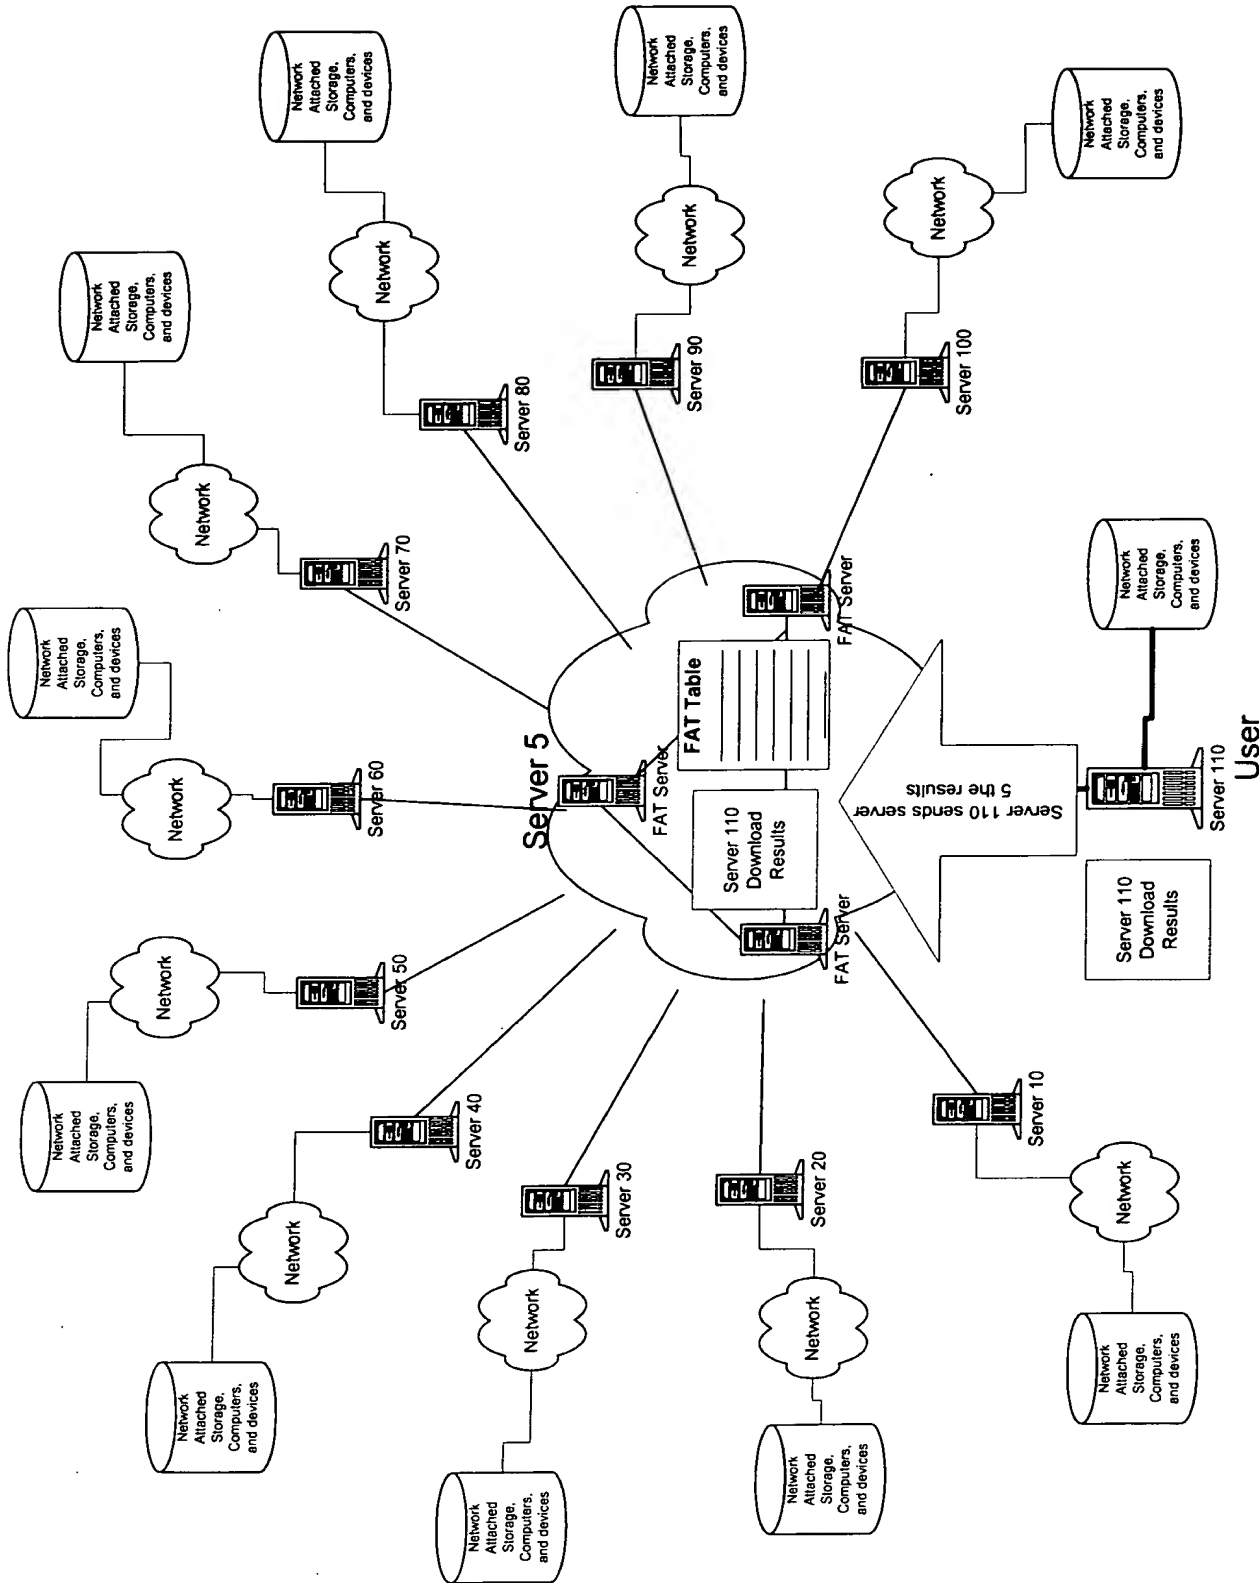 Network
Attached
Storage,
Computers,
and devices
Network
Server 60
Network
Attached
Storage,
Computers,
and devices
Network
Server 70
Network
Attached
Storage,
Computers,
and devices
Network
Server 80
Network
Attached
Storage,
Computers,
and devices
Network
Server 90
Network
Attached
Storage,
Computers,
and devices
Network
Server 100
Network
Attached
Storage,
Computers,
and devices
Network
Server 50
Network
Attached
Storage,
Computers,
and devices
Network
Server 40
Network
Attached
Storage,
Computers,
and devices
Network
Server 30
Network
Attached
Storage,
Computers,
and devices
Network
Server 20
Network
Attached
Storage,
Computers,
and devices
Network
Server 10
Server 5
FAT Server
FAT Table
Server 110
Download
Results
FAT Server
FAT Server
Server 110 sends server
5 the results
Network
Attached
Storage,
Computers,
and devices
Server 110
User
Server 110
Download
Results